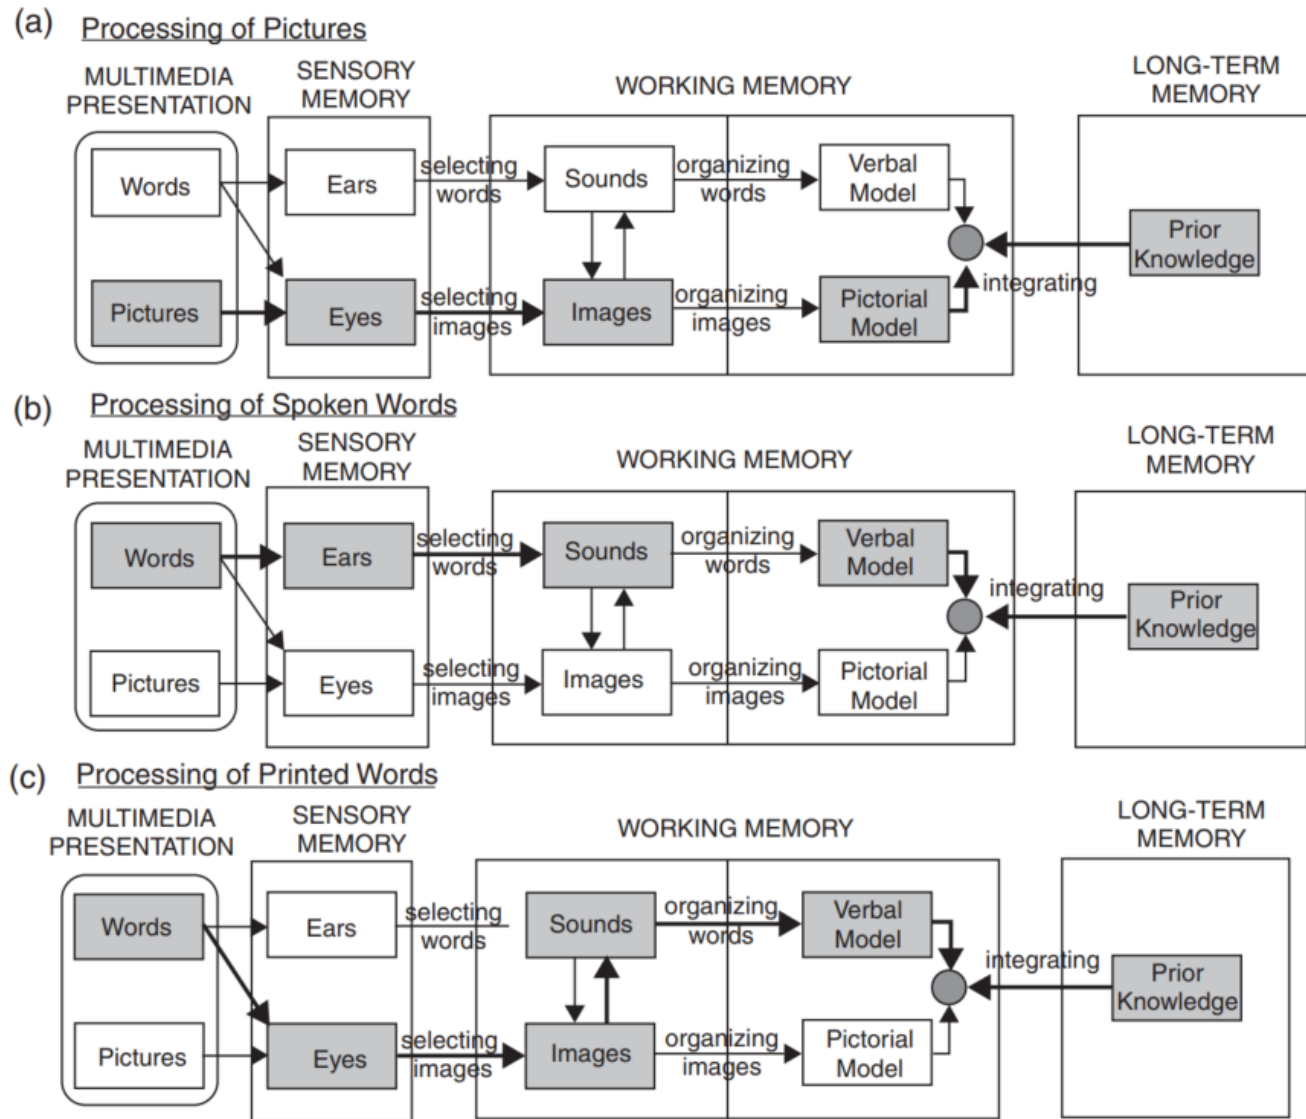 (a) Processing of Pictures
MULTIMEDIA
PRESENTATION
SENSORY
MEMORY
WORKING MEMORY
LONG-TERM
MEMORY
Words
Ears
selecting
words
Sounds
organizing
words
Verbal
Model
Pictures
Eyes
selecting
images
Images
organizing
images
Pictorial
Model
integrating
Prior
Knowledge
(b) Processing of Spoken Words
MULTIMEDIA
PRESENTATION
SENSORY
MEMORY
WORKING MEMORY
LONG-TERM
MEMORY
Words
Ears
selecting
words
Sounds
organizing
words
Verbal
Model
integrating
Prior
Knowledge
Pictures
Eyes
selecting
images
Images
organizing
images
Pictorial
Model
(c) Processing of Printed Words
MULTIMEDIA
PRESENTATION
SENSORY
MEMORY
WORKING MEMORY
LONG-TERM
MEMORY
Words
Ears
selecting
words
Sounds
organizing
words
Verbal
Model
integrating
Prior
Knowledge
Pictures
Eyes
selecting
images
Images
organizing
images
Pictorial
Model